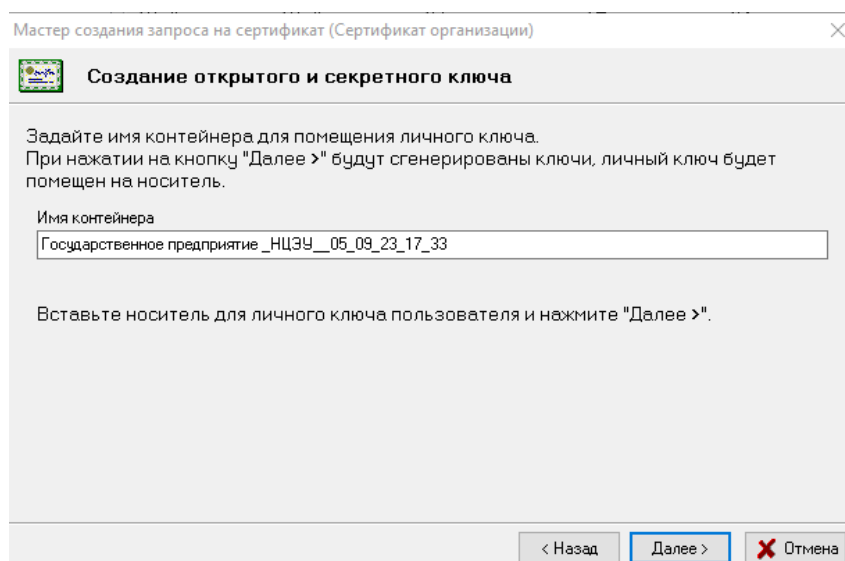 Мастер создания запроса на сертификат (Сертификат организации)
Создание открытого и секретного ключа
Задайте имя контейнера для помещения личного ключа.
При нажатии на кнопку "Далее >" будут сгенерированы ключи, личный ключ будет
помещен на носитель.
Имя контейнера
Государственное предприятие _НЦЭУ__05_09_23_17_33
Вставьте носитель для личного ключа пользователя и нажмите "Далее >".
< Назад
Далее >
Отмена